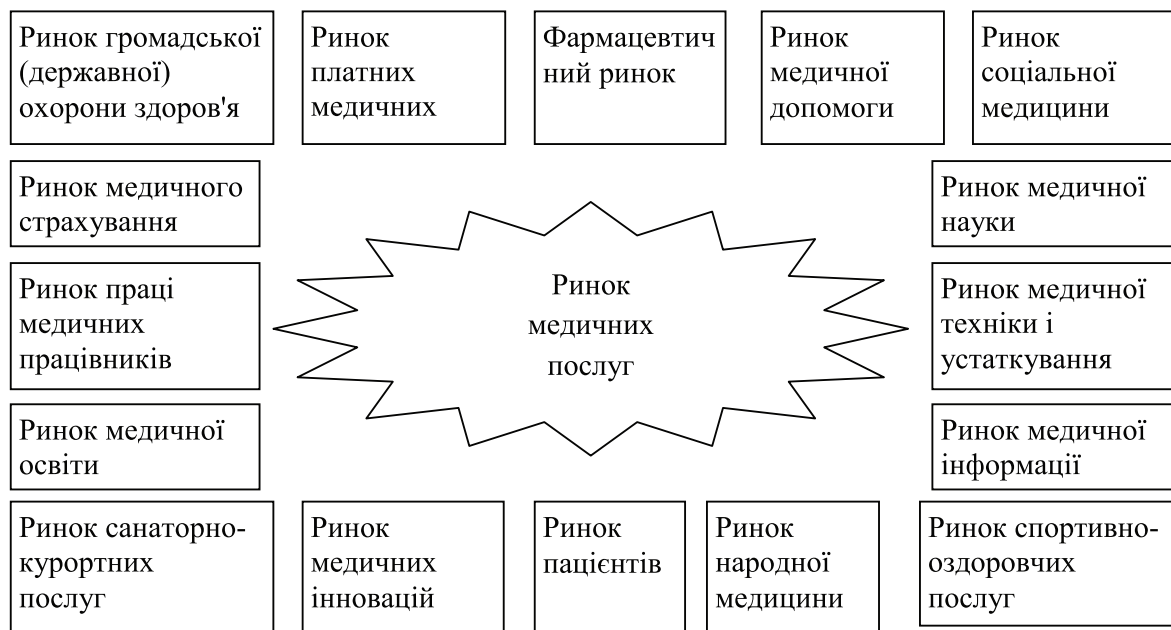 Ринок громадської
(державної)
охорони здоров'я
Ринок
платних
медичних
Фармацевтич
ний ринок
Ринок
медичної
допомоги
Ринок
соціальної
медицини
Ринок медичного
страхування
Ринок медичної
науки
Ринок праці
медичних
працівників
Ринок
медичних
послуг
Ринок медичної
техніки і
устаткування
Ринок медичної
освіти
Ринок медичної
інформації
Ринок санаторно-
курортних
послуг
Ринок
медичних
інновацій
Ринок
пацієнтів
Ринок
народної
медицини
Ринок спортивно-
оздоровчих
послуг